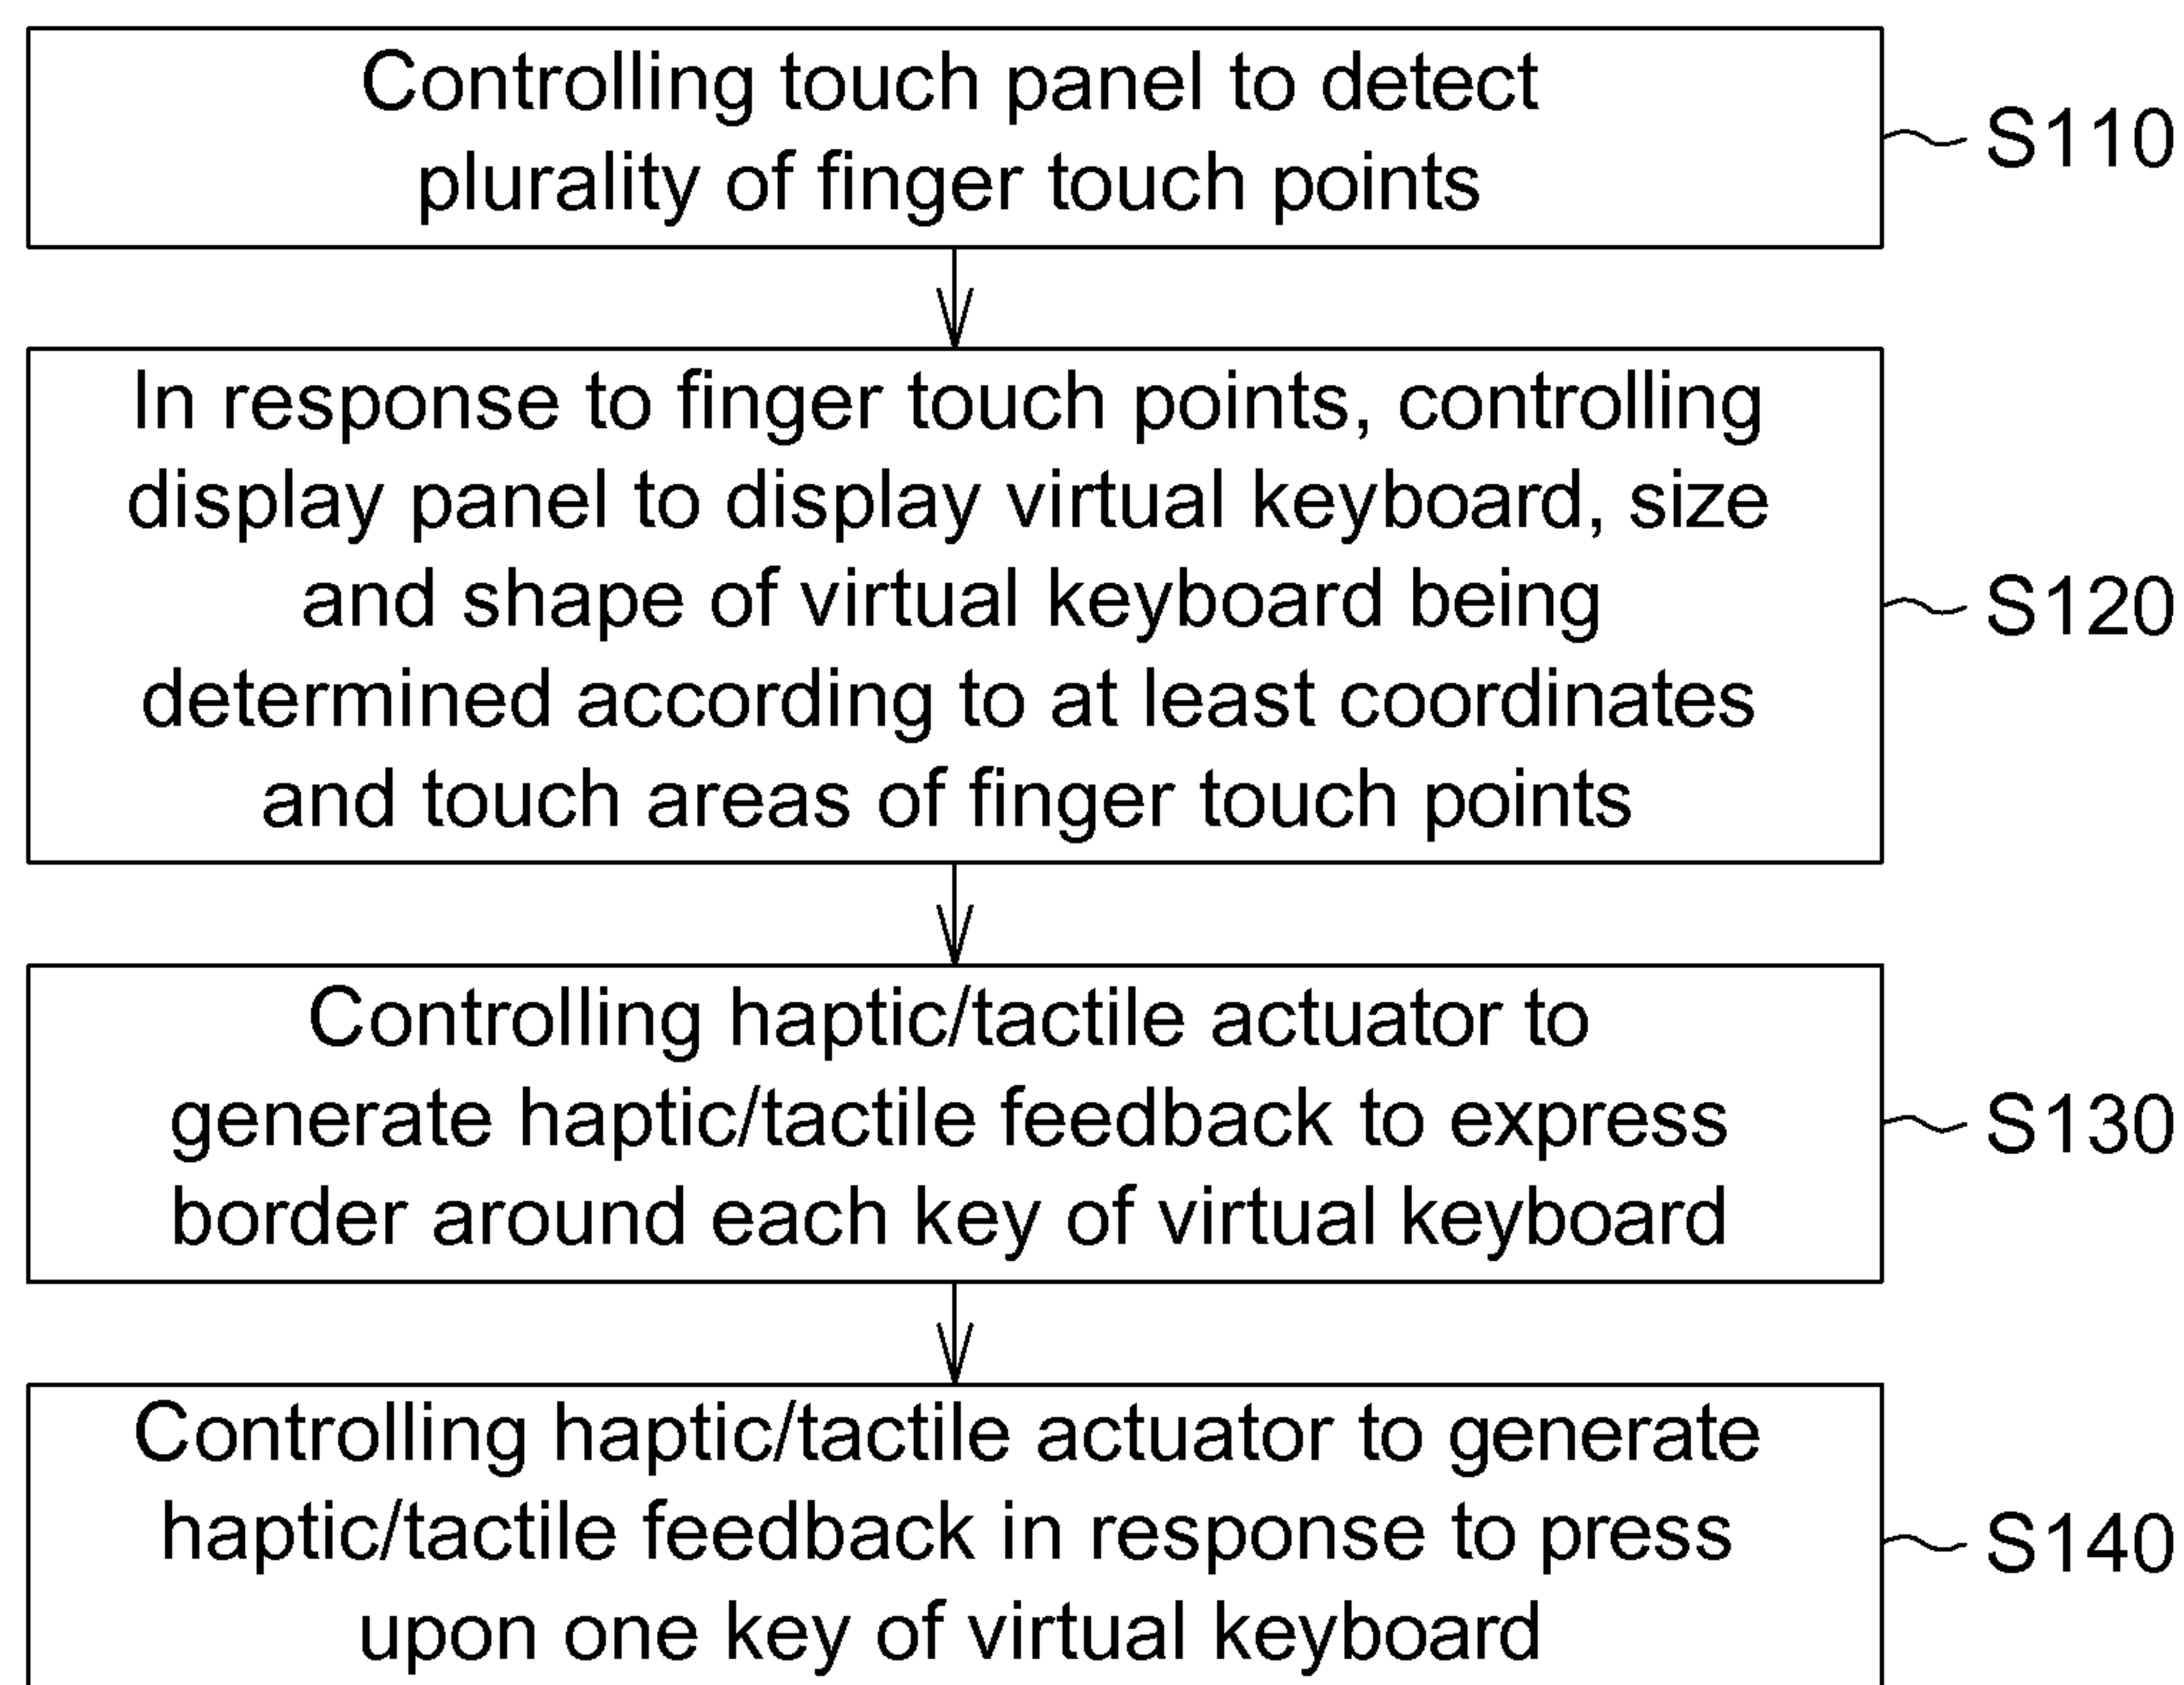 Controlling touch panel to detect
plurality of finger touch points
S110
In response to finger touch points, controlling
display panel to display virtual keyboard, size
and shape of virtual keyboard being
determined according to at least coordinates
and touch areas of finger touch points
S120
Controlling haptic/tactile actuator to
generate haptic/tactile feedback to express
border around each key of virtual keyboard
S130
Controlling haptic/tactile actuator to generate
haptic/tactile feedback in response to press
upon one key of virtual keyboard
S140